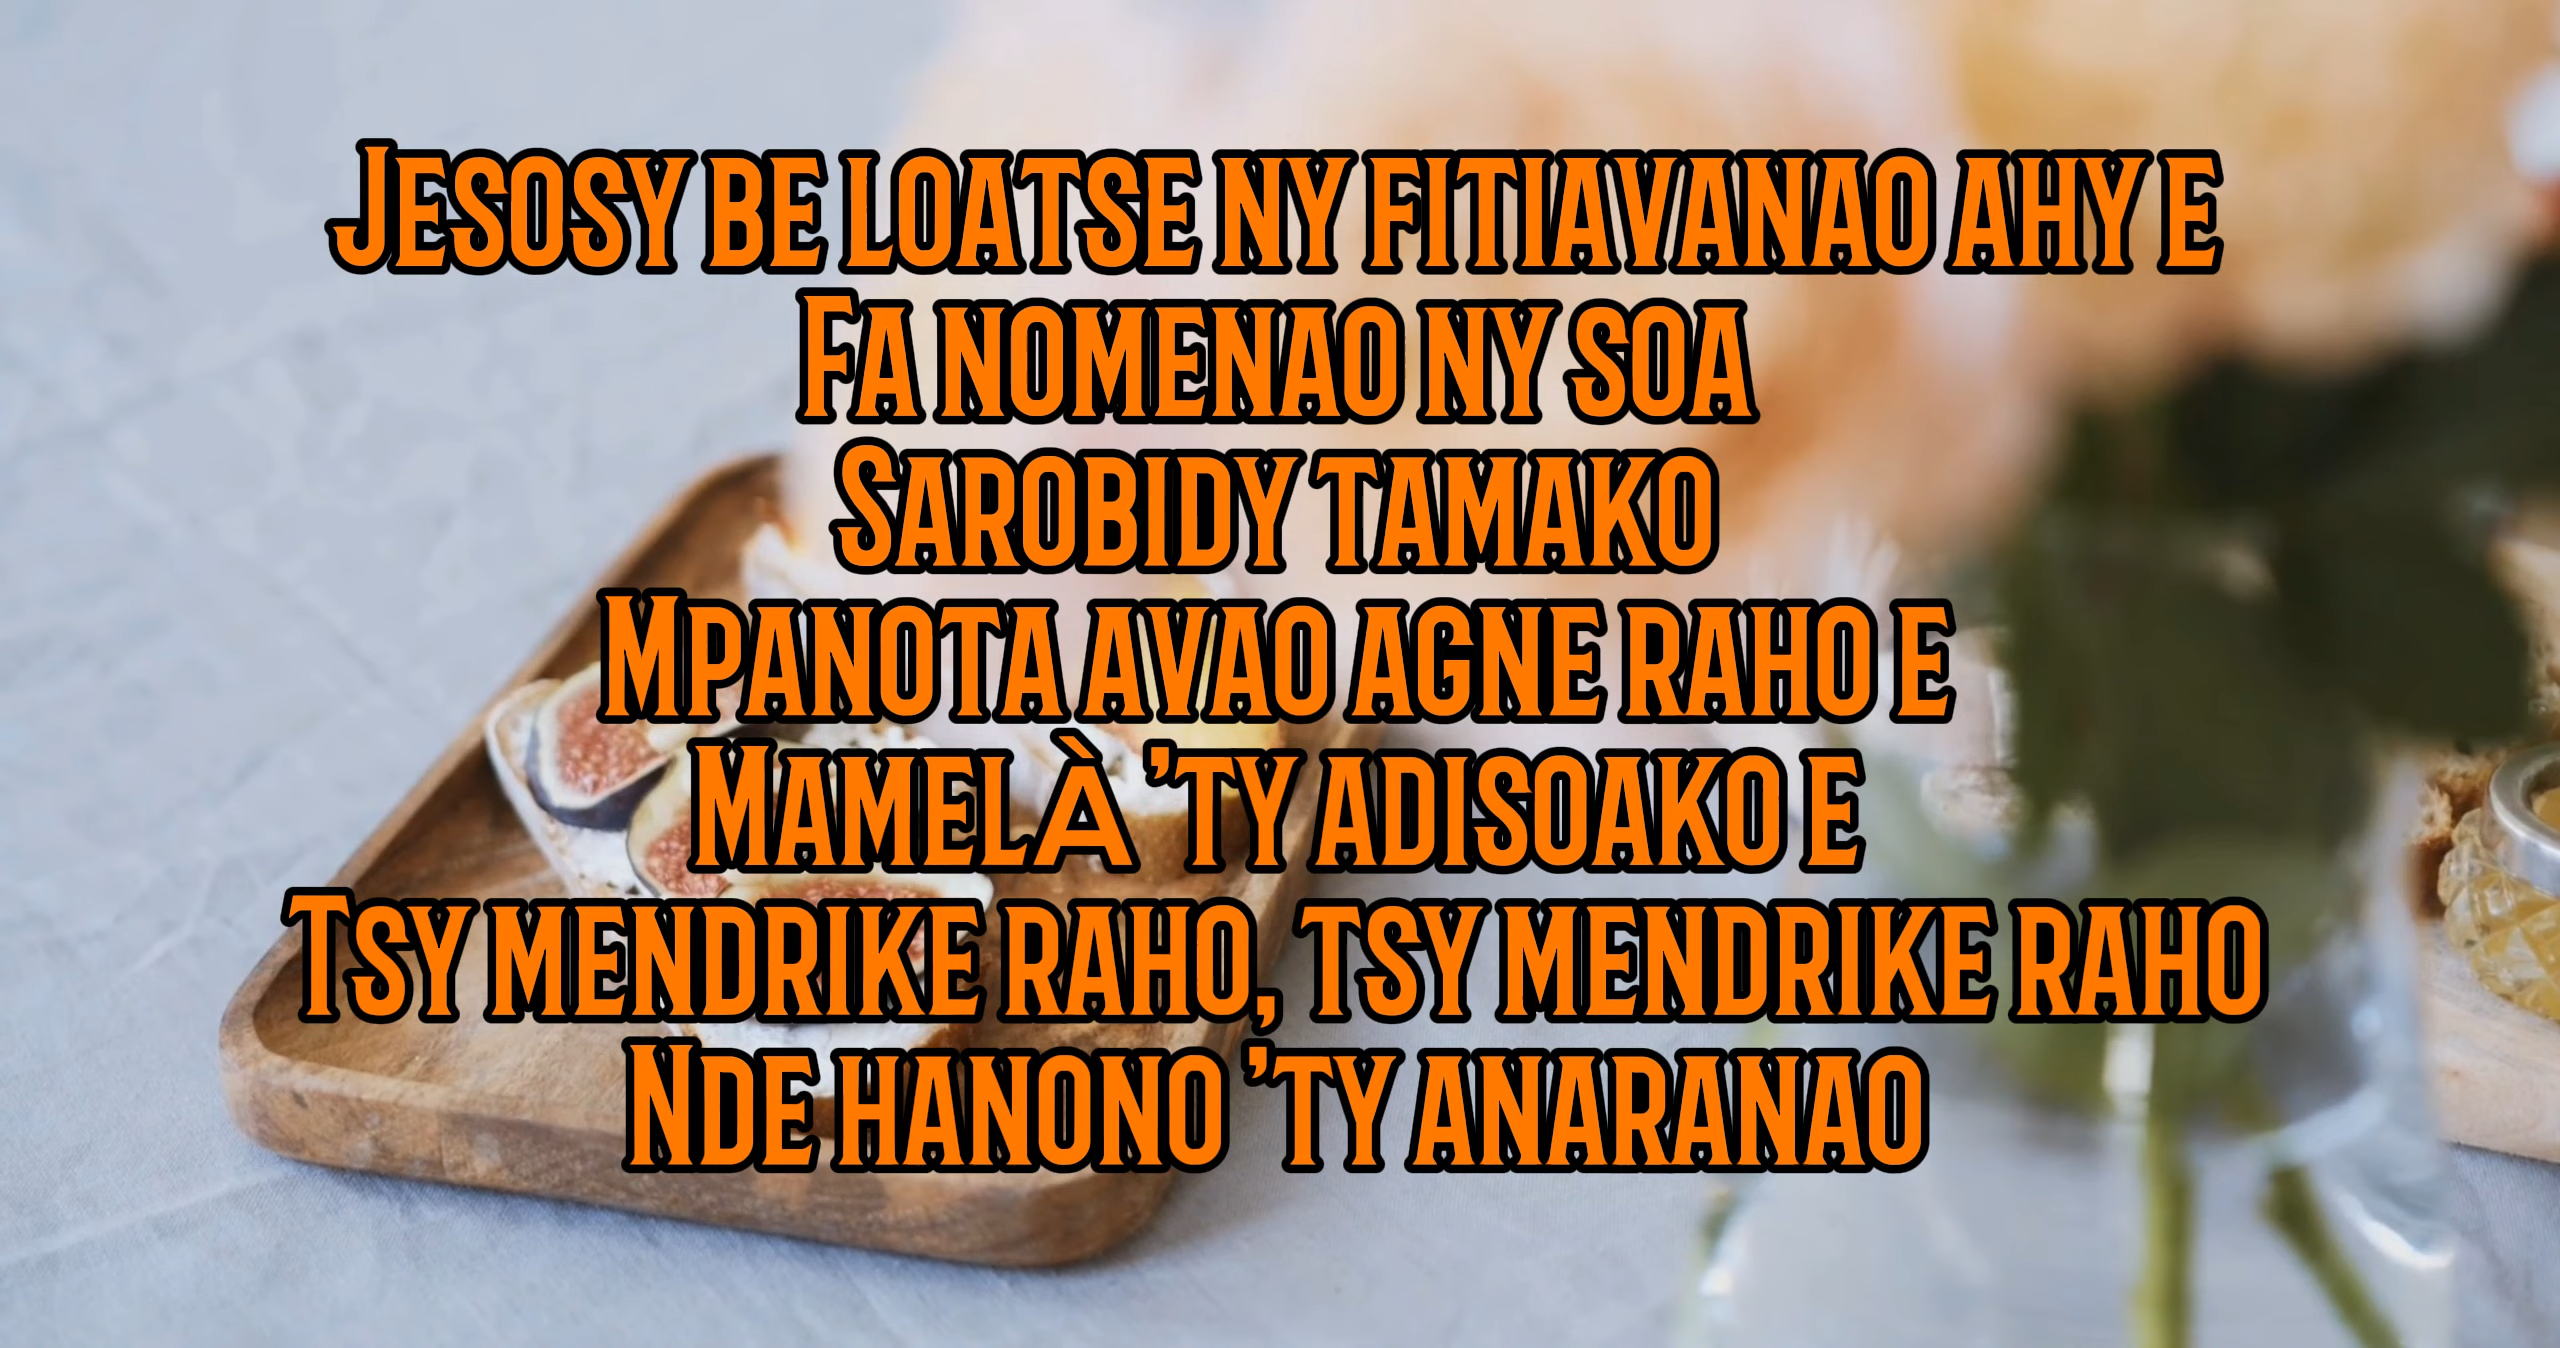 Jesosy be loatse ny fitiavanao ahy e
Fa nomenao ny soa
Sarobidy tamako
Mpanota avao agne raho e
Mamelà ’ty adisoako e
Tsy mendrike raho, tsy mendrike raho
Nde hanono ’ty anaranao